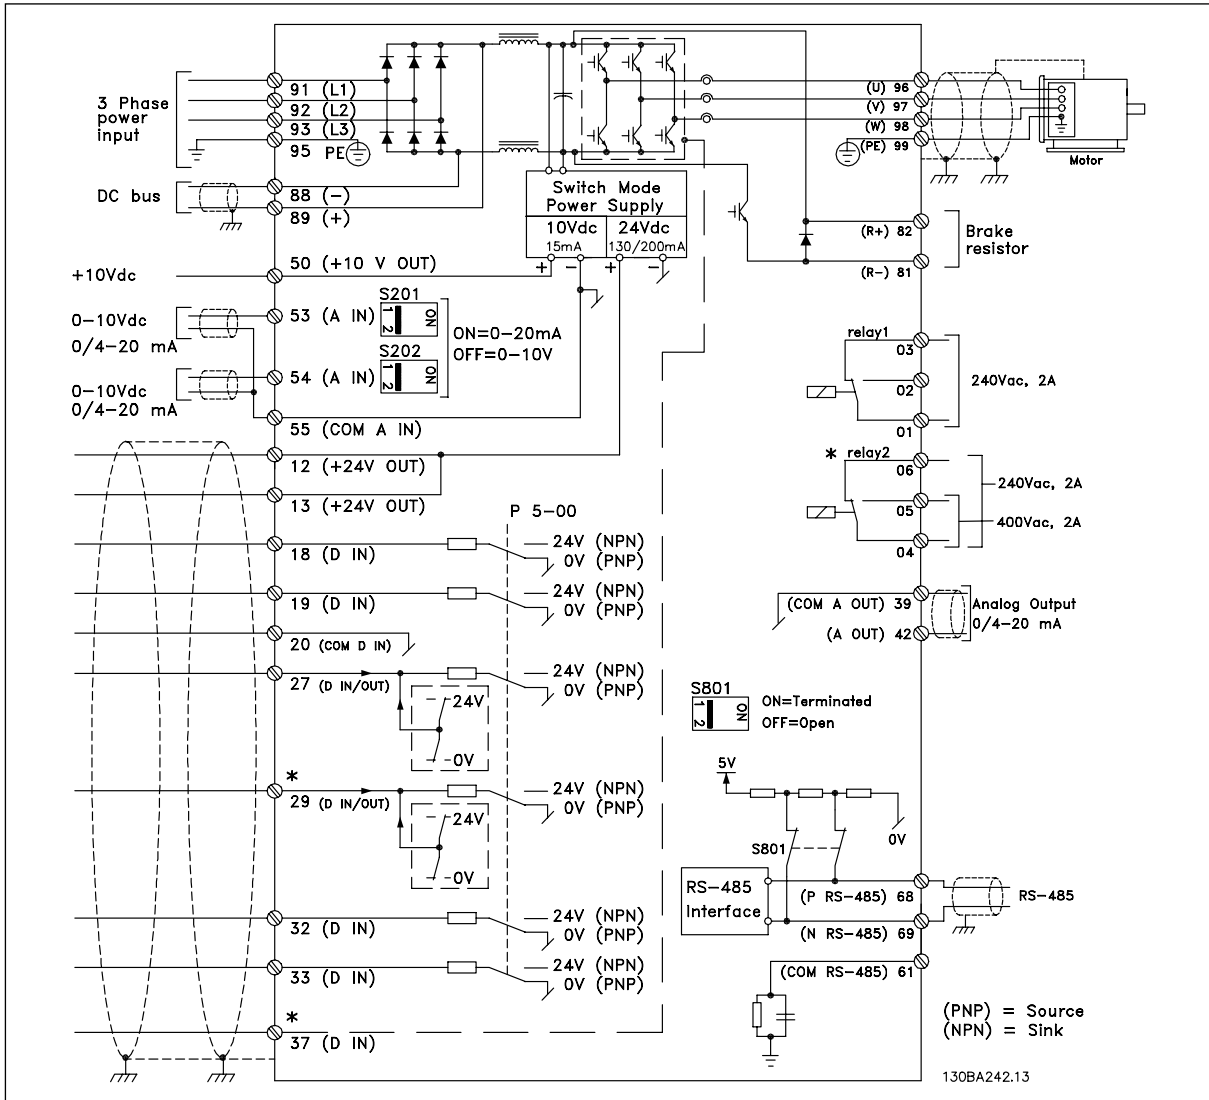 3 Phase
power
input
91 (L1)
92 (L2)
93 (L3)
95 PE
DC bus
88 (−)
89 (+)
Switch Mode
Power Supply
10Vdc
15mA
24Vdc
130/200mA
+ − + −
+10Vdc
50 (+10 V OUT)
S201
53 (A IN)
1 2 ON
0−10Vdc
0/4−20 mA
S202
54 (A IN)
1 2 ON
ON=0−20mA
OFF=0−10V
0−10Vdc
0/4−20 mA
55 (COM A IN)
12 (+24V OUT)
13 (+24V OUT)
P 5-00
18 (D IN)
24V (NPN)
0V (PNP)
19 (D IN)
24V (NPN)
0V (PNP)
20 (COM D IN)
27 (D IN/OUT)
24V (NPN)
0V (PNP)
24V
0V
*
29 (D IN/OUT)
24V (NPN)
0V (PNP)
24V
0V
32 (D IN)
24V (NPN)
0V (PNP)
33 (D IN)
24V (NPN)
0V (PNP)
*
37 (D IN)
(U) 96
(V) 97
(W) 98
(PE) 99
Motor
(R+) 82
(R−) 81
Brake
resistor
relay1
03
02
01
240Vac, 2A
* relay2
06
05
04
240Vac, 2A
400Vac, 2A
(COM A OUT) 39
(A OUT) 42
Analog Output
0/4−20 mA
S801
1 2 ON
ON=Terminated
OFF=Open
5V
0V
S801
RS-485
Interface
(P RS-485) 68
(N RS-485) 69
(COM RS-485) 61
RS-485
(PNP) = Source
(NPN) = Sink
130BA242.13